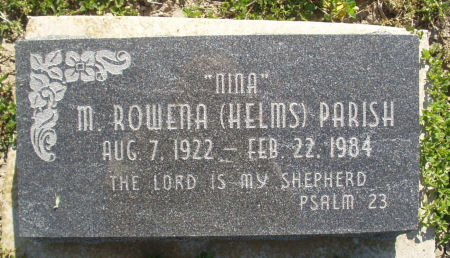 "NINA"
M. ROWENA (HELMS) PARISH
AUG. 7, 1922 – FEB. 22, 1984
THE LORD IS MY SHEPHERD
PSALM 23